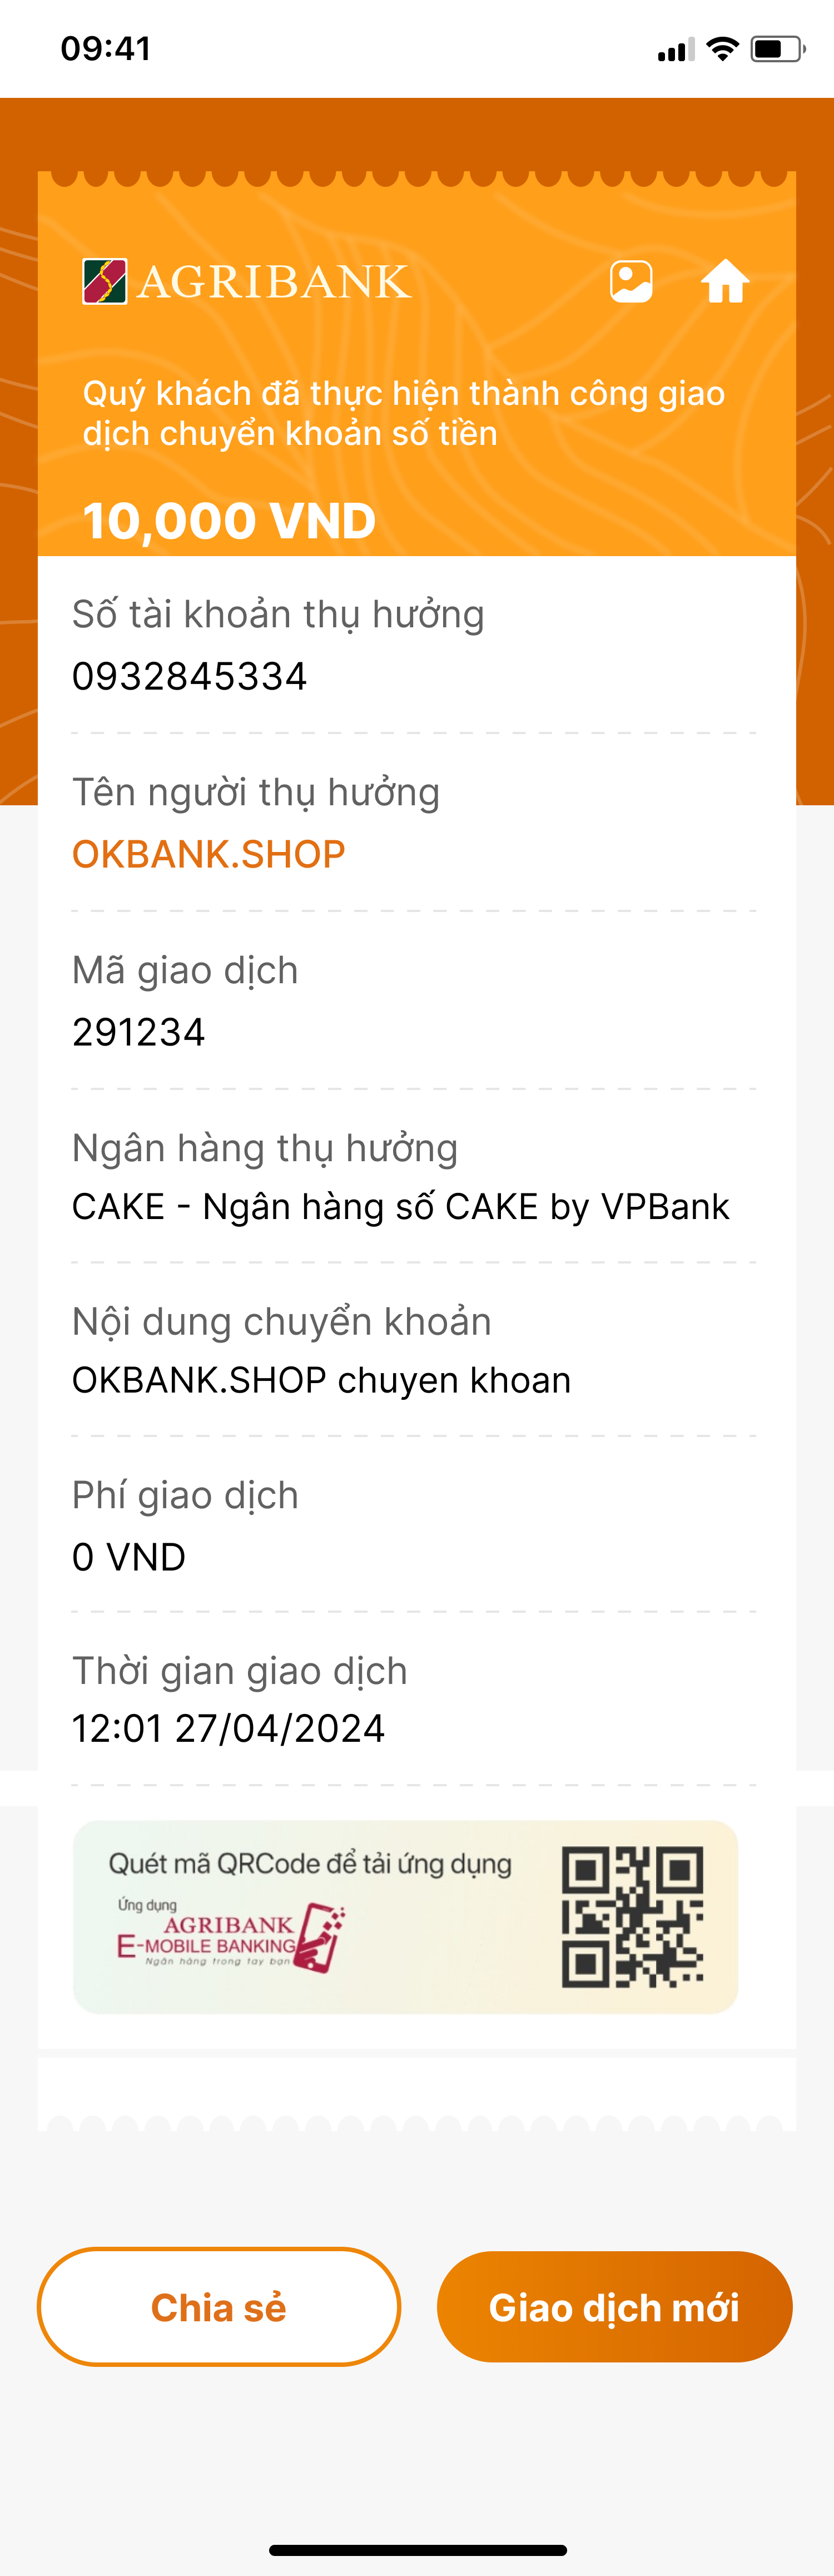 09:41
AGRIBANK
Quý khách đã thực hiện thành công giao
dịch chuyển khoản số tiền
10,000 VND
Số tài khoản thụ hưởng
0932845334
Tên người thụ hưởng
OKBANK.SHOP
Mã giao dịch
291234
Ngân hàng thụ hưởng
CAKE - Ngân hàng số CAKE by VPBank
Nội dung chuyển khoản
OKBANK.SHOP chuyen khoan
Phí giao dịch
0 VND
Thời gian giao dịch
12:01 27/04/2024
Quét mã QRCode để tải ứng dụng
Ứng dụng
AGRIBANK
E-MOBILE BANKING
Ngân hàng trong tay bạn
Chia sẻ
Giao dịch mới